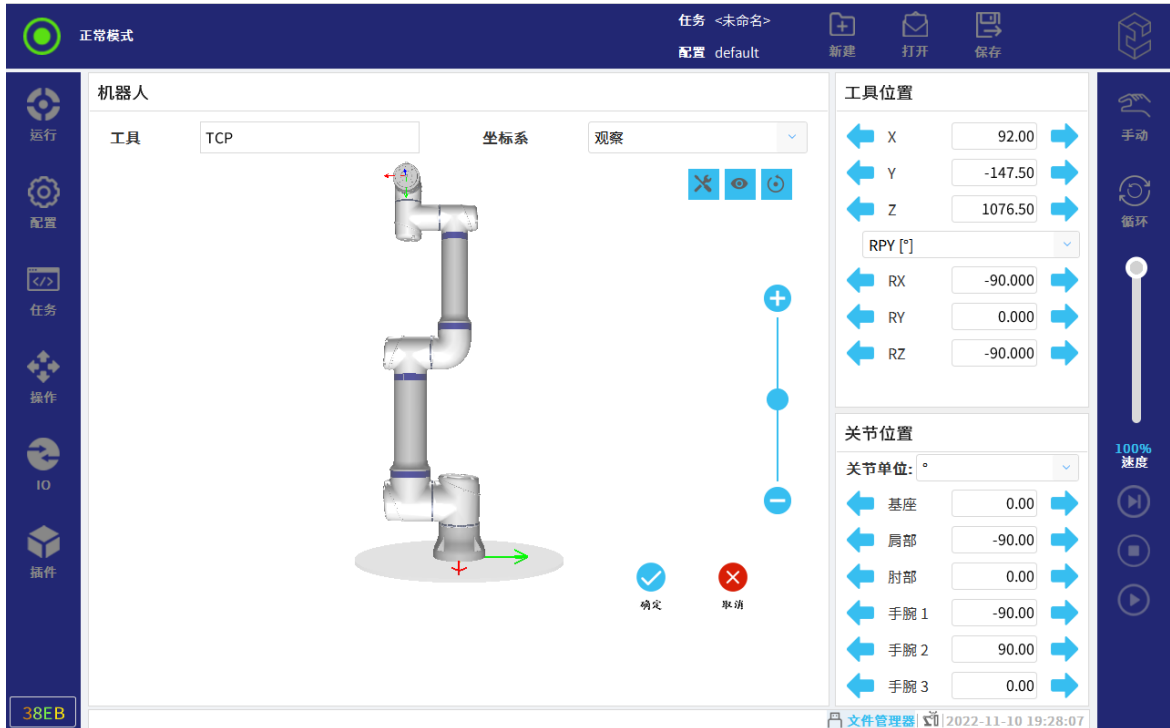 正常模式
任务 <未命名>
配置 default
新建
打开
保存
运行
配置
任务
操作
IO
插件
38EB
机器人
工具 TCP 坐标系 观察
确定
取消
工具位置
X 92.00
Y -147.50
Z 1076.50
RPY [°]
RX -90.000
RY 0.000
RZ -90.000
关节位置
关节单位: °
基座 0.00
肩部 -90.00
肘部 0.00
手腕 1 -90.00
手腕 2 90.00
手腕 3 0.00
手动
循环
100%
速度
文件管理器 2022-11-10 19:28:07